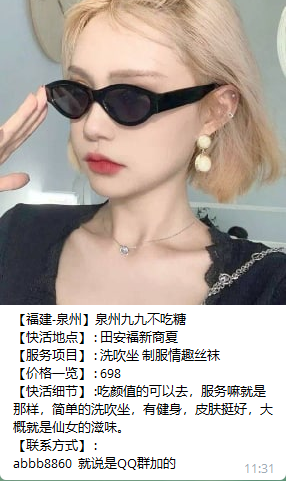 【福建-泉州】泉州九九不吃糖
【快活地点】: 田安福新商夏
【服务项目】: 洗吹坐 制服情趣丝袜
【价格一览】: 698
【快活细节】:吃颜值的可以去，服务嘛就是
那样，简单的洗吹坐，有健身，皮肤挺好，大
概就是仙女的滋味。
【联系方式】:
abbb8860 就说是QQ群加的
11:31